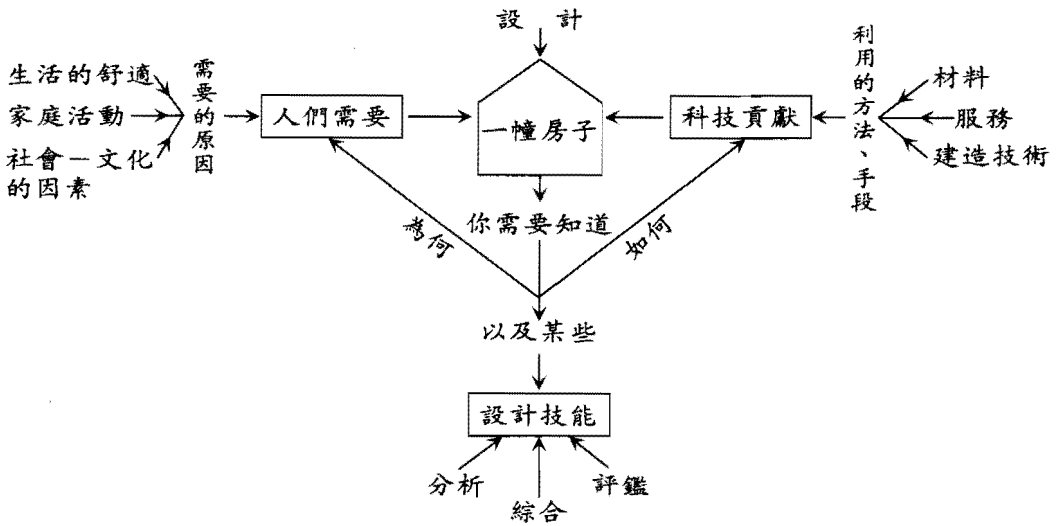 設計
生活的舒適
家庭活動
社會－文化
的因素
需要的原因
人們需要
一幢房子
科技貢獻
利用的方法、手段
材料
服務
建造技術
你需要知道
為何
如何
以及某些
設計技能
分析
綜合
評鑑